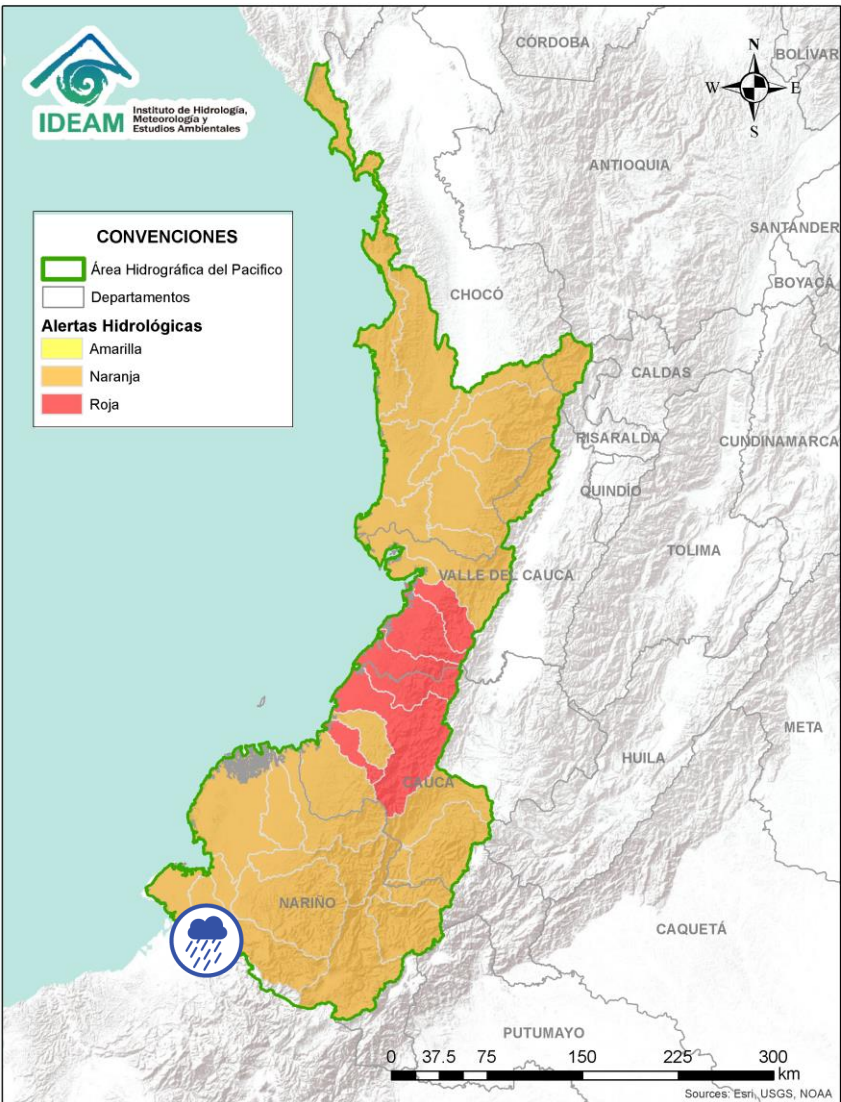 IDEAM
Instituto de Hidrología,
Meteorología y
Estudios Ambientales
CÓRDOBA
BOLIVAR
N
W
E
S
ANTIOQUIA
SANTANDER
BOYACÁ
CONVENCIONES
Área Hidrográfica del Pacifico
Departamentos
Alertas Hidrológicas
Amarilla
Naranja
Roja
CHOCÓ
CALDAS
RISARALDA
CUNDINAMARCA
QUINDÍO
TOLIMA
VALLE DEL CAUCA
META
HUILA
CAUCA
NARIÑO
CAQUETÁ
PUTUMAYO
0 37.5 75 150 225 300
km
Sources: Esri, USGS, NOAA